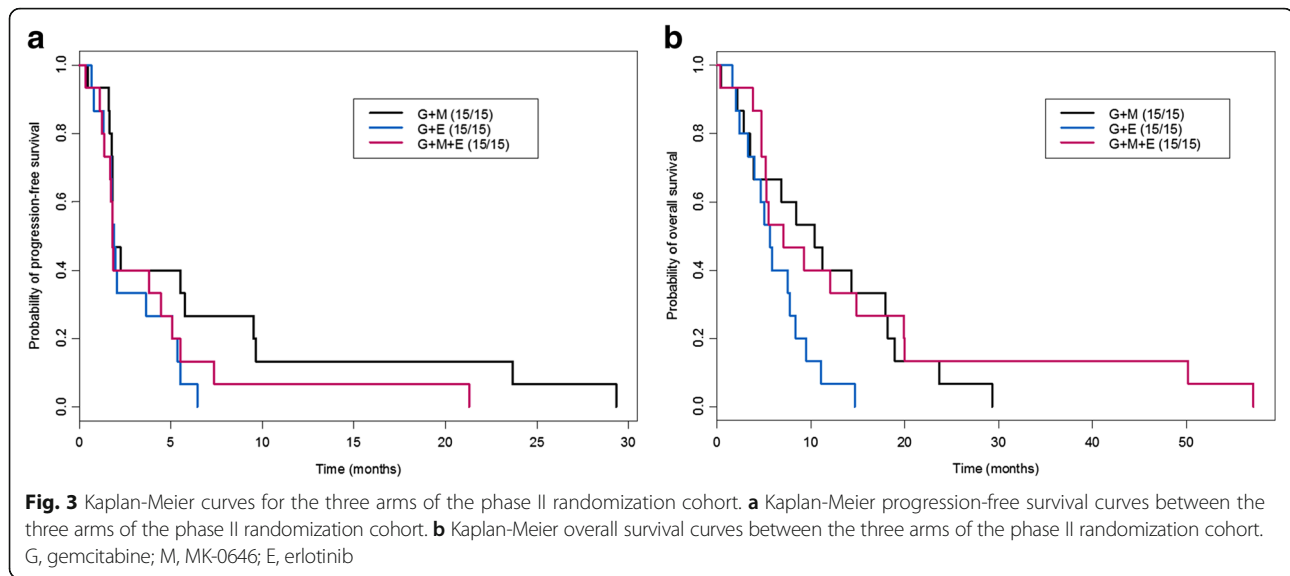 a
Probability of progression-free survival
1.0
0.8
0.6
0.4
0.2
0.0
G+M (15/15)
G+E (15/15)
G+M+E (15/15)
0 5 10 15 20 25 30
Time (months)
b
Probability of overall survival
1.0
0.8
0.6
0.4
0.2
0.0
G+M (15/15)
G+E (15/15)
G+M+E (15/15)
0 10 20 30 40 50
Time (months)
Fig. 3 Kaplan-Meier curves for the three arms of the phase II randomization cohort. a Kaplan-Meier progression-free survival curves between the
three arms of the phase II randomization cohort. b Kaplan-Meier overall survival curves between the three arms of the phase II randomization cohort.
G, gemcitabine; M, MK-0646; E, erlotinib